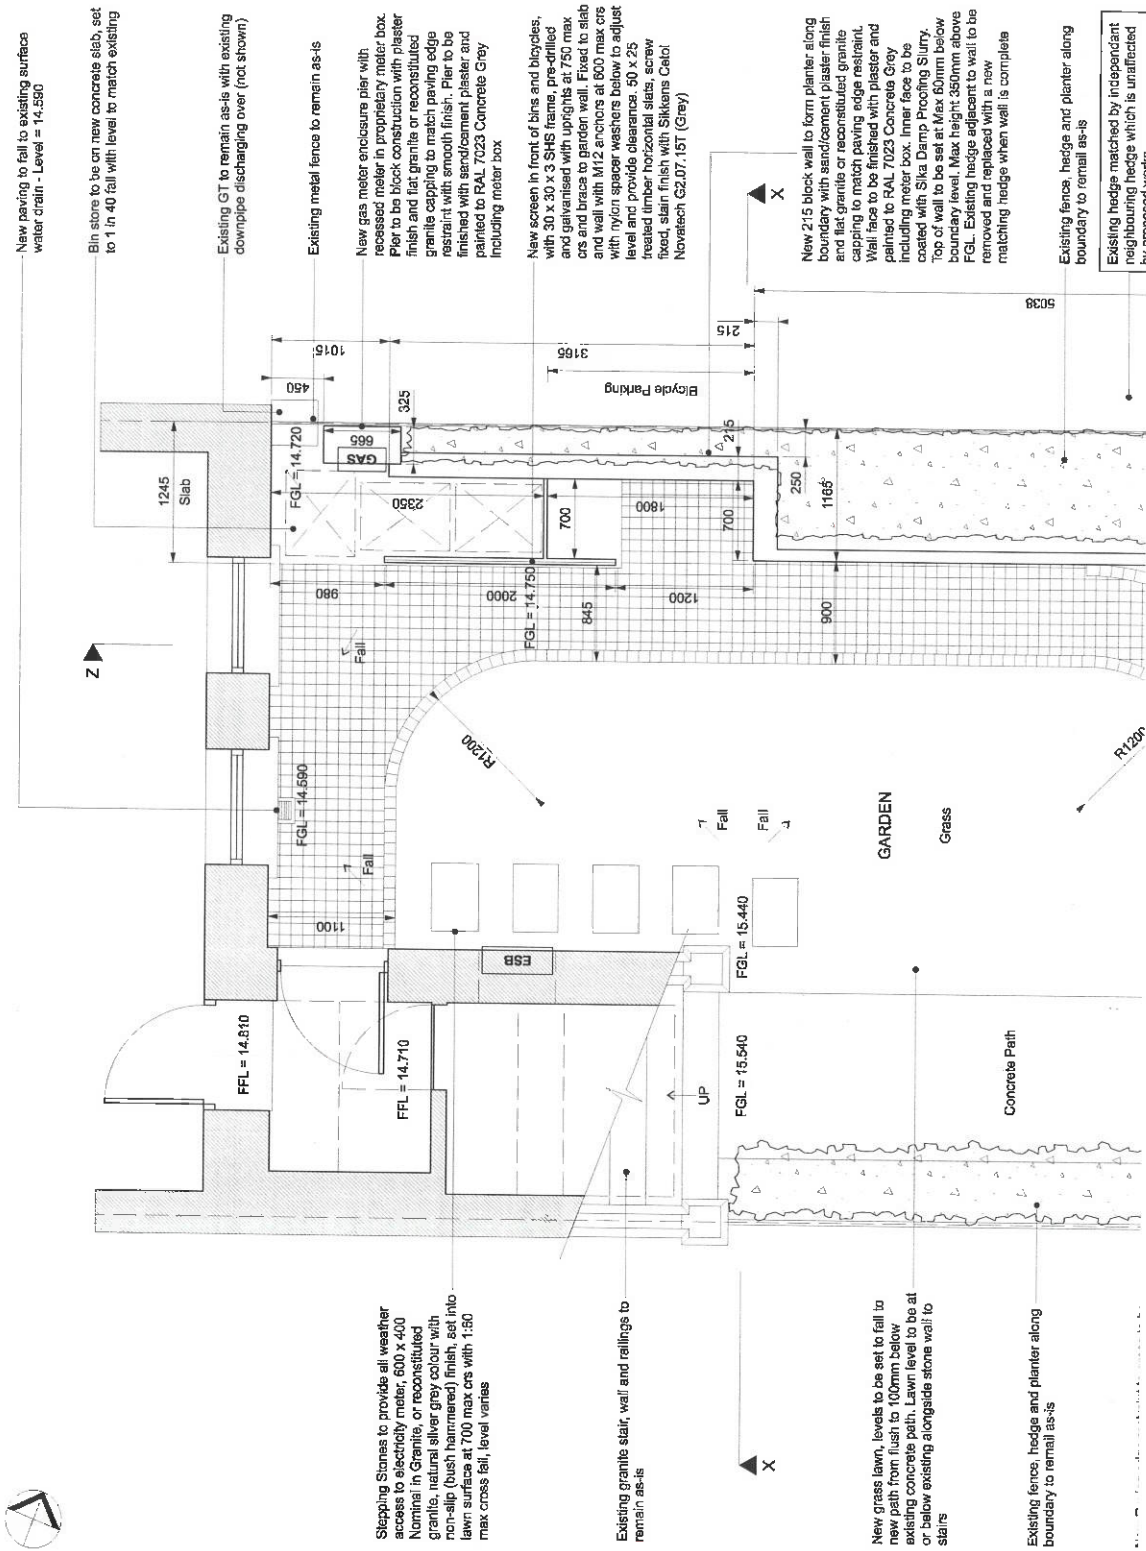 New paving to fall to existing surface
water drain - Level = 14.590
Bin store to be on new concrete slab, set
to 1 in 40 fall with level to match existing
Existing GT to remain as-is with existing
downpipe discharging over (not shown)
Existing metal fence to remain as-is
New gas meter enclosure pier with
recessed meter in proprietary meter box.
Pier to be block construction with plaster
finish and flat granite or reconstituted
granite capping to match paving edge
restraint with smooth finish. Pier to be
finished with sand/cement plaster and
painted to RAL 7023 Concrete Grey
including meter box
New screen in front of bins and bicycles,
with 30 x 30 x 3 SHS frame, pre-drilled
and galvanised with uprights at 750 max
crs and brace to garden wall. Fixed to slab
and wall with M12 anchors at 600 max crs
with nylon spacer washers below to adjust
level and provide clearance. 50 x 25
treated timber horizontal slats, screw
fixed, stain finish with Sikkens Cetol
Novatech G2.07.15T (Grey)
X
New 215 block wall to form planter along
boundary with sand/cement plaster finish
and flat granite or reconstituted granite
capping to match paving edge restraint.
Wall face to be finished with plaster and
painted to RAL 7023 Concrete Grey
including meter box. Inner face to be
coated with Sika Damp Proofing Slurry.
Top of wall to be set at Max 60mm below
boundary level. Max height 350mm above
FGL. Existing hedge adjacent to wall to be
removed and replaced with a new
matching hedge when wall is complete
Existing fence, hedge and planter along
boundary to remail as-is
Existing hedge matched by independent
neighbouring hedge which is unaffected
1015
450
3165
Bicycle Parking
215
5038
1245
Slab
FGL = 14.720
665
GAS
325
215
250
1165
2350
700
1800
700
980
2000
FGL = 14.750
845
1200
900
Z
Fall
R1200
FGL = 14.590
Fall
1100
Fall
Fall
GARDEN
Grass
R1200
ESB
FGL = 15.440
FFL = 14.810
FFL = 14.710
UP
FGL = 15.540
Concrete Path
Stepping Stones to provide all weather
access to electricity meter, 600 x 400
Nominal in Granite, or reconstituted
granite, natural silver grey colour with
non-slip (bush hammered) finish, set into
lawn surface at 700 max crs with 1:60
max cross fall, level varies
Existing granite stair, wall and railings to
remain as-is
X
New grass lawn, levels to be set to fall to
new path from flush to 100mm below
existing concrete path. Lawn level to be at
or below existing alongside stone wall to
stairs
Existing fence, hedge and planter along
boundary to remail as-is